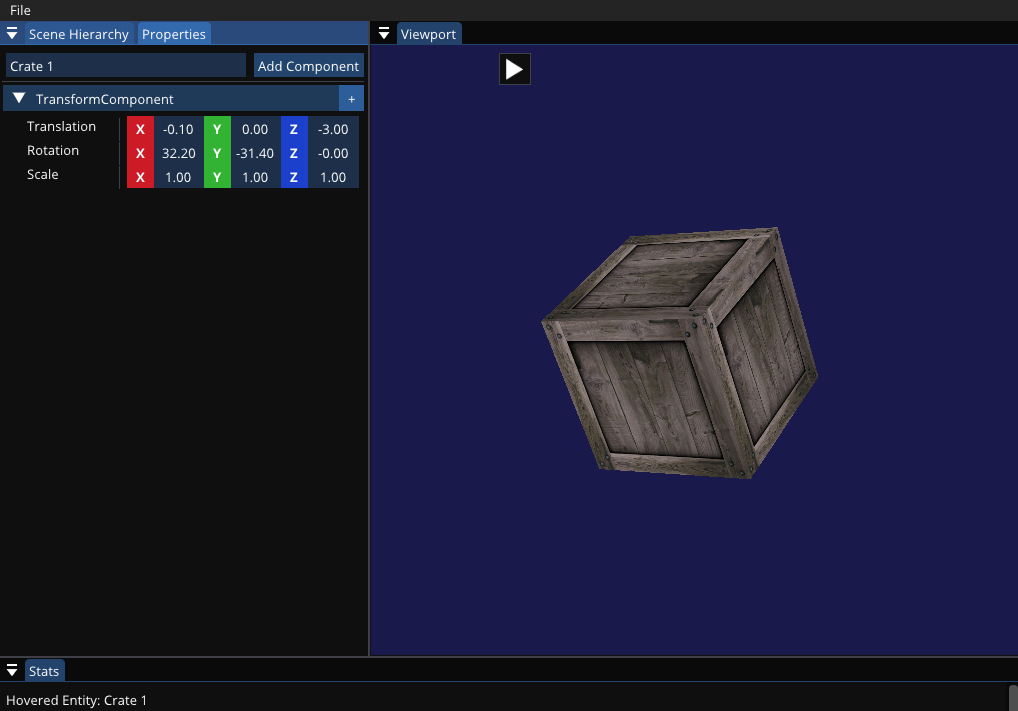 File
Scene Hierarchy Properties
Viewport
Crate 1 Add Component
TransformComponent +
Translation X -0.10 Y 0.00 Z -3.00
Rotation X 32.20 Y -31.40 Z -0.00
Scale X 1.00 Y 1.00 Z 1.00
Stats
Hovered Entity: Crate 1